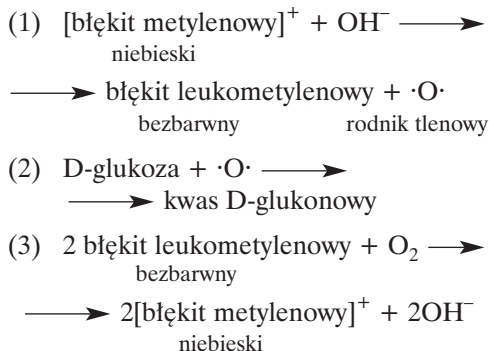 (1) [błękit metylenowy]⁺ + OH⁻ ⟶
niebieski
⟶ błękit leukometylenowy + ·O·
bezbarwny rodnik tlenowy
(2) D-glukoza + ·O· ⟶
⟶ kwas D-glukonowy
(3) 2 błękit leukometylenowy + O₂ ⟶
bezbarwny
⟶ 2[błękit metylenowy]⁺ + 2OH⁻
niebieski